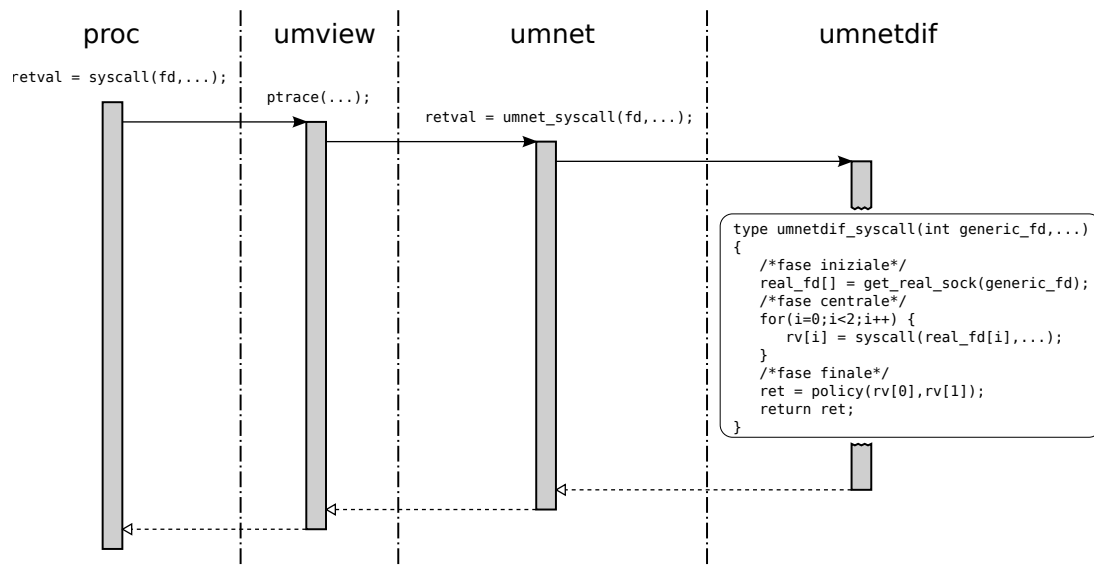 proc
umview
umnet
umnetdif
retval = syscall(fd,...);
ptrace(...);
retval = umnet_syscall(fd,...);
type umnetdif_syscall(int generic_fd,...)
{
/*fase iniziale*/
real_fd[] = get_real_sock(generic_fd);
/*fase centrale*/
for(i=0;i<2;i++) {
rv[i] = syscall(real_fd[i],...);
}
/*fase finale*/
ret = policy(rv[0],rv[1]);
return ret;
}